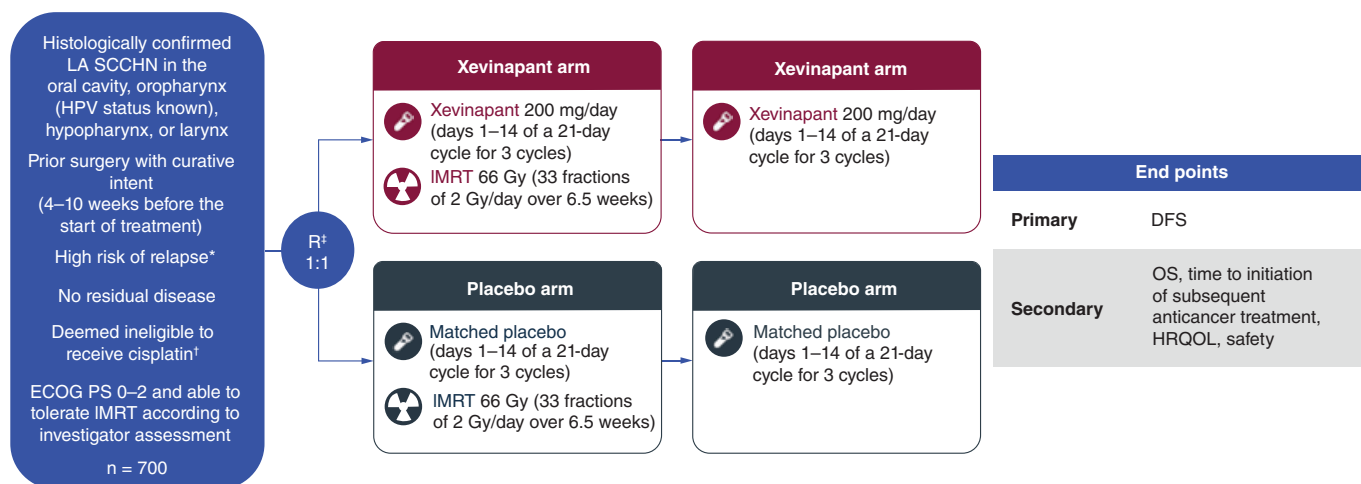 Histologically confirmed
LA SCCHN in the
oral cavity, oropharynx
(HPV status known),
hypopharynx, or larynx
Prior surgery with curative
intent
(4–10 weeks before the
start of treatment)
High risk of relapse*
No residual disease
Deemed ineligible to
receive cisplatin†
ECOG PS 0–2 and able to
tolerate IMRT according to
investigator assessment
n = 700
R‡
1:1
Xevinapant arm
Xevinapant 200 mg/day
(days 1–14 of a 21-day
cycle for 3 cycles)
IMRT 66 Gy (33 fractions
of 2 Gy/day over 6.5 weeks)
Xevinapant arm
Xevinapant 200 mg/day
(days 1–14 of a 21-day
cycle for 3 cycles)
Placebo arm
Matched placebo
(days 1–14 of a 21-day
cycle for 3 cycles)
IMRT 66 Gy (33 fractions
of 2 Gy/day over 6.5 weeks)
Placebo arm
Matched placebo
(days 1–14 of a 21-day
cycle for 3 cycles)
End points
Primary DFS
Secondary
OS, time to initiation
of subsequent
anticancer treatment,
HRQOL, safety